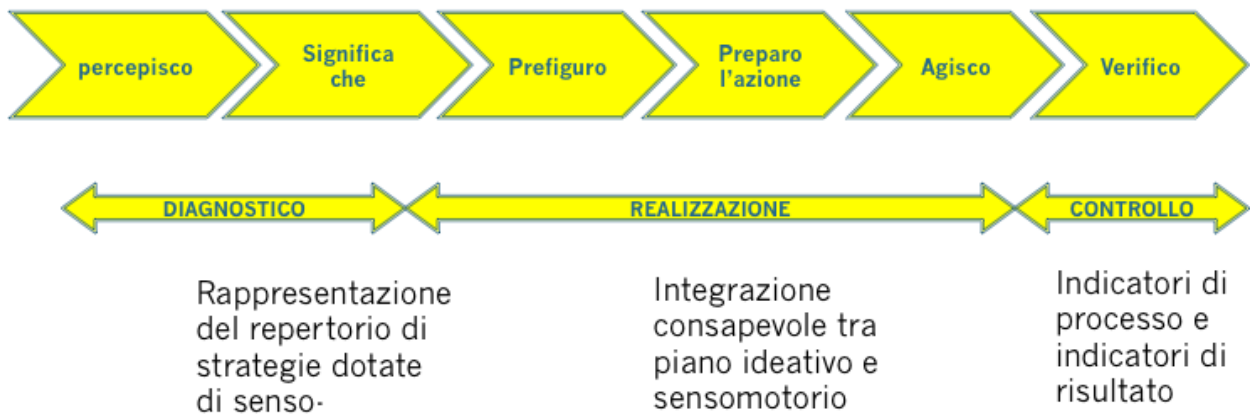 percepisco
Significa
che
Prefiguro
Preparo
l'azione
Agisco
Verifico
DIAGNOSTICO
REALIZZAZIONE
CONTROLLO
Rappresentazione
del repertorio di
strategie dotate
di senso.
Integrazione
consapevole tra
piano ideativo e
sensomotorio
Indicatori di
processo e
indicatori di
risultato